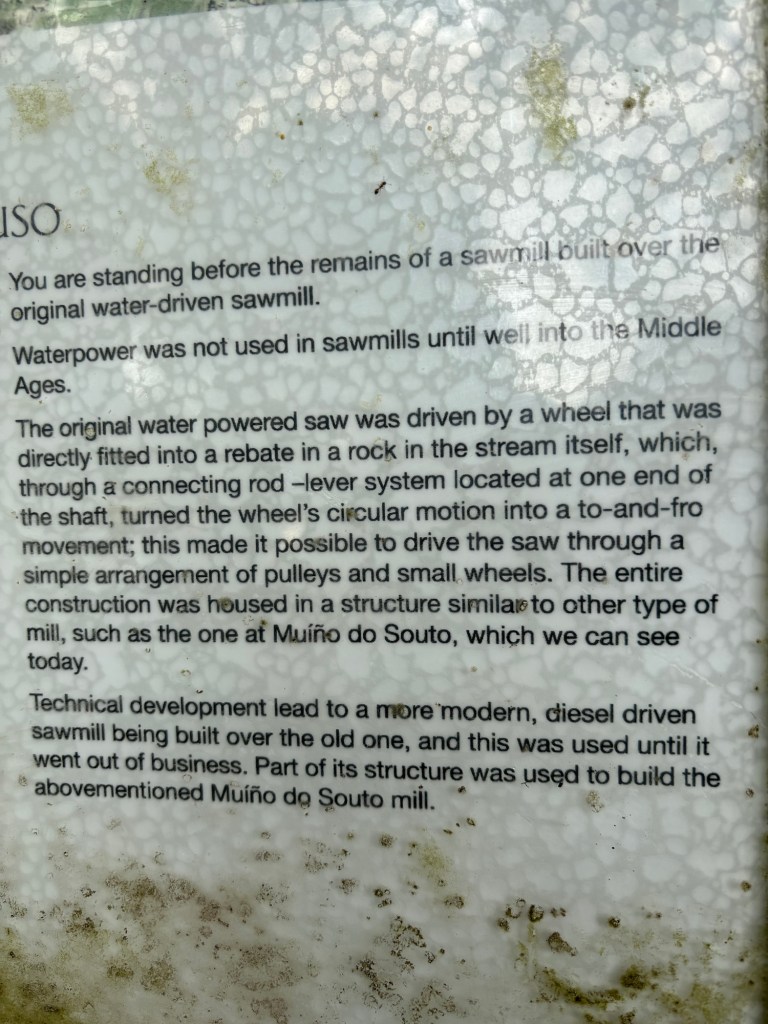 uso
You are standing before the remains of a sawmill built over the
original water-driven sawmill.
Waterpower was not used in sawmills until well into the Middle
Ages.
The original water powered saw was driven by a wheel that was
directly fitted into a rebate in a rock in the stream itself, which,
through a connecting rod –lever system located at one end of
the shaft, turned the wheel's circular motion into a to-and-fro
movement; this made it possible to drive the saw through a
simple arrangement of pulleys and small wheels. The entire
construction was housed in a structure similar to other type of
mill, such as the one at Muíño do Souto, which we can see
today.
Technical development lead to a more modern, diesel driven
sawmill being built over the old one, and this was used until it
went out of business. Part of its structure was used to build the
abovementioned Muíño do Souto mill.